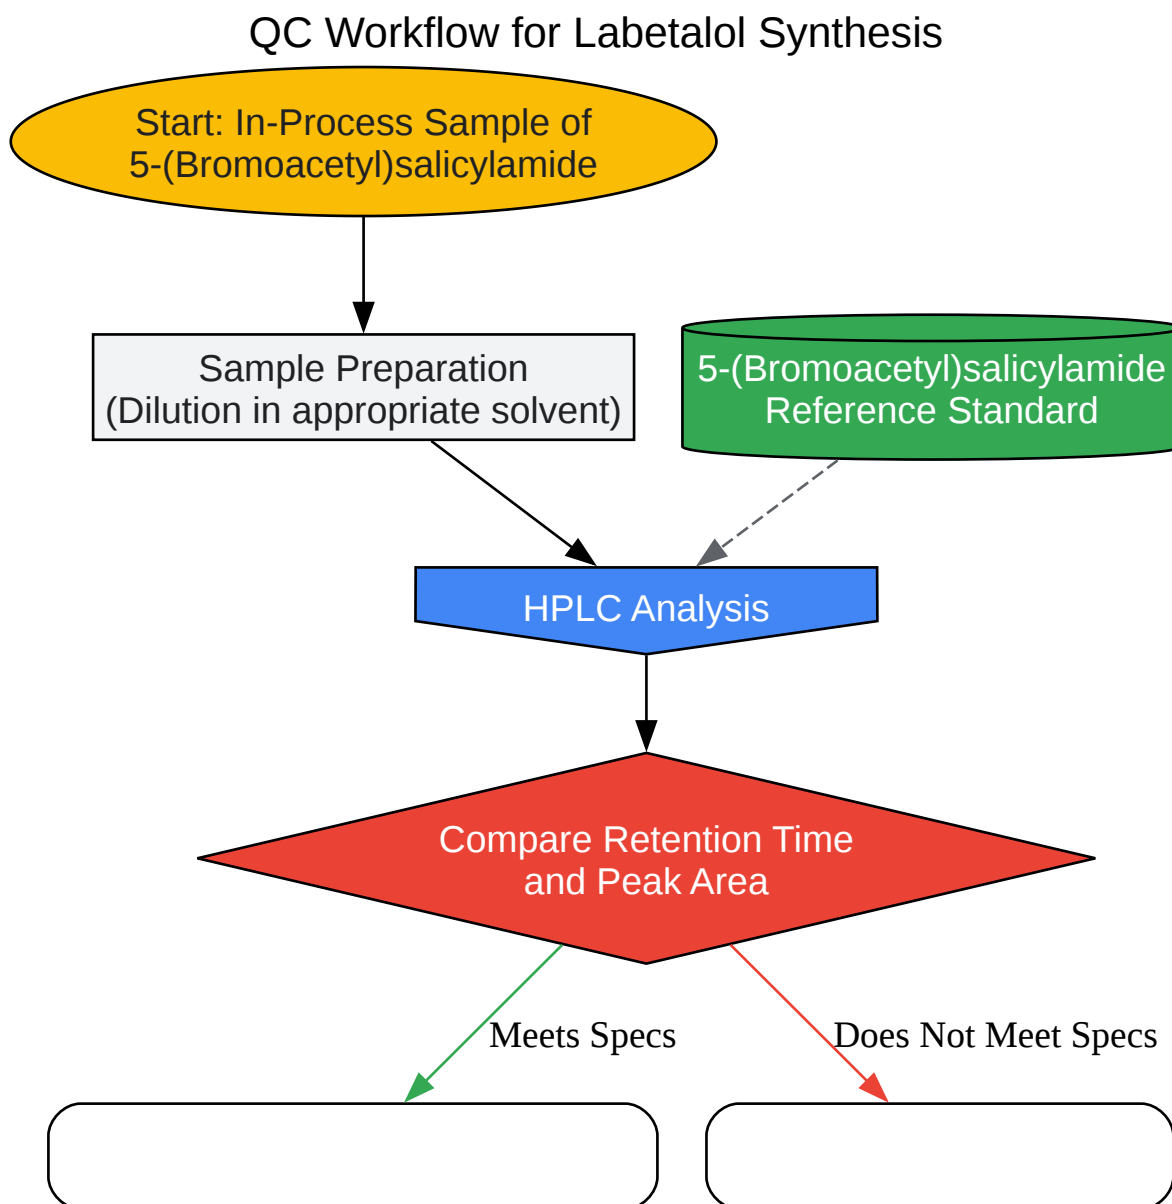 QC Workflow for Labetalol Synthesis
Start: In-Process Sample of
5-(Bromoacetyl)salicylamide
Sample Preparation
(Dilution in appropriate solvent)
5-(Bromoacetyl)salicylamide
Reference Standard
HPLC Analysis
Compare Retention Time
and Peak Area
Meets Specs
Does Not Meet Specs